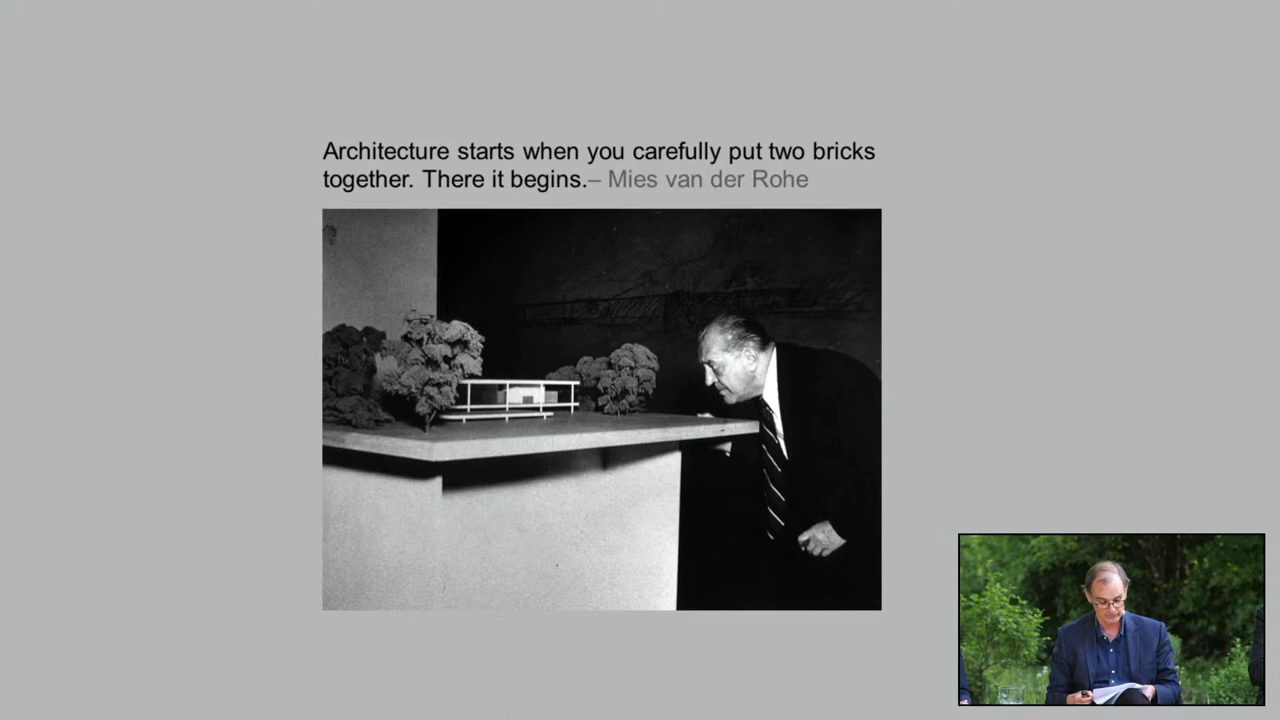 Architecture starts when you carefully put two bricks
together. There it begins.– Mies van der Rohe